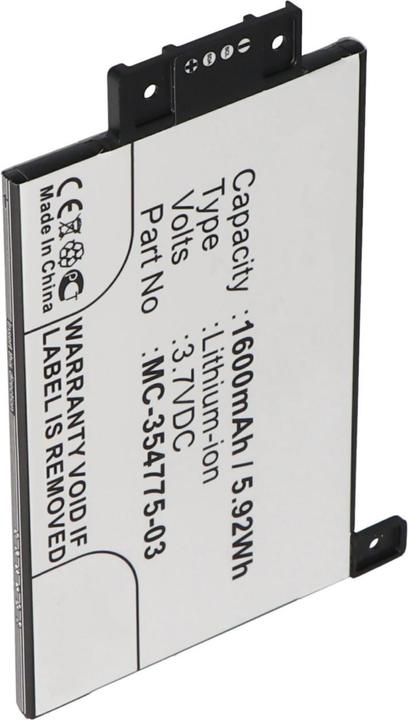 Capacity :1600mAh / 5.92Wh
Type :Lithium-ion
Volts :3.7VDC
Part No :MC-354775-03
CE
Made In China
WARRANTY VOID IF
LABEL IS REMOVED